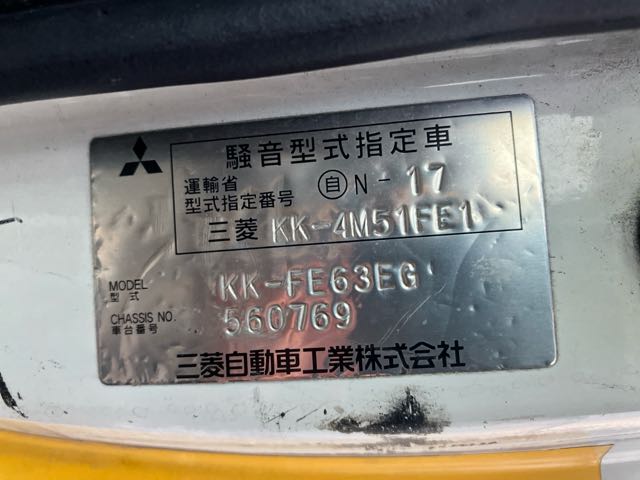 騒音型式指定車
運輸省
型式指定番号
自 N-17
三菱 KK-4M51FE1
MODEL
型式
KK-FE63EG
CHASSIS NO.
車台番号
560769
三菱自動車工業株式会社